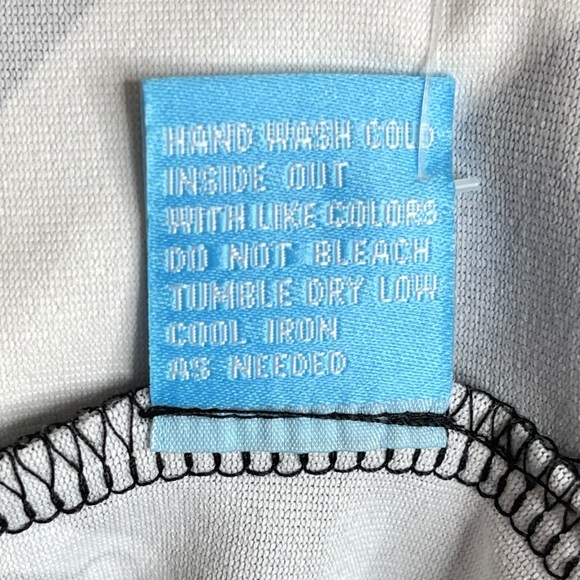 HAND WASH COLD
INSIDE OUT
WITH LIKE COLORS
DO NOT BLEACH
TUMBLE DRY LOW
COOL IRON
AS NEEDED